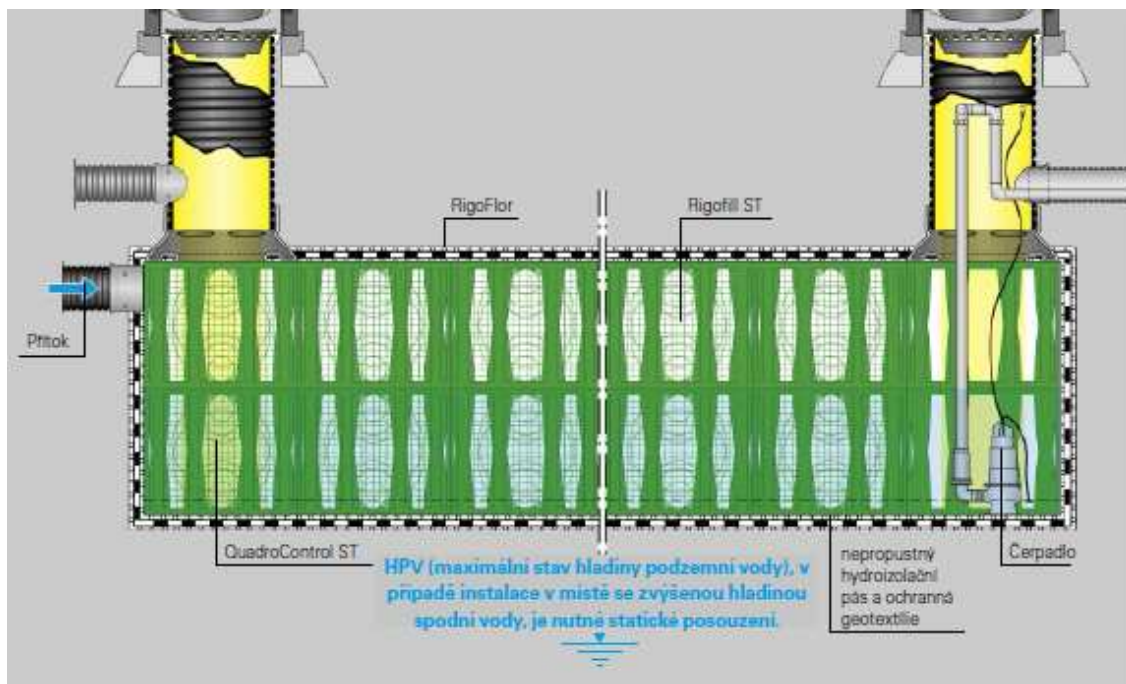 RigoFlor
Rigofill ST
Přítok
QuadroControl ST
HPV (maximální stav hladiny podzemní vody), v
případě instalace v místě se zvýšenou hladinou
spodní vody, je nutné statické posouzení.
nepropustný
hydroizolační
pás a ochranná
geotextílie
Čerpadlo